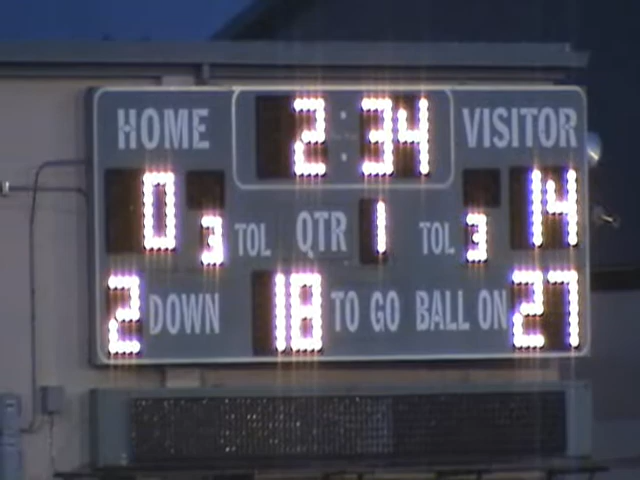 HOME 2:34 VISITOR
0 3 TOL QTR 1 TOL 3 14
2 DOWN 18 TO GO BALL ON 27